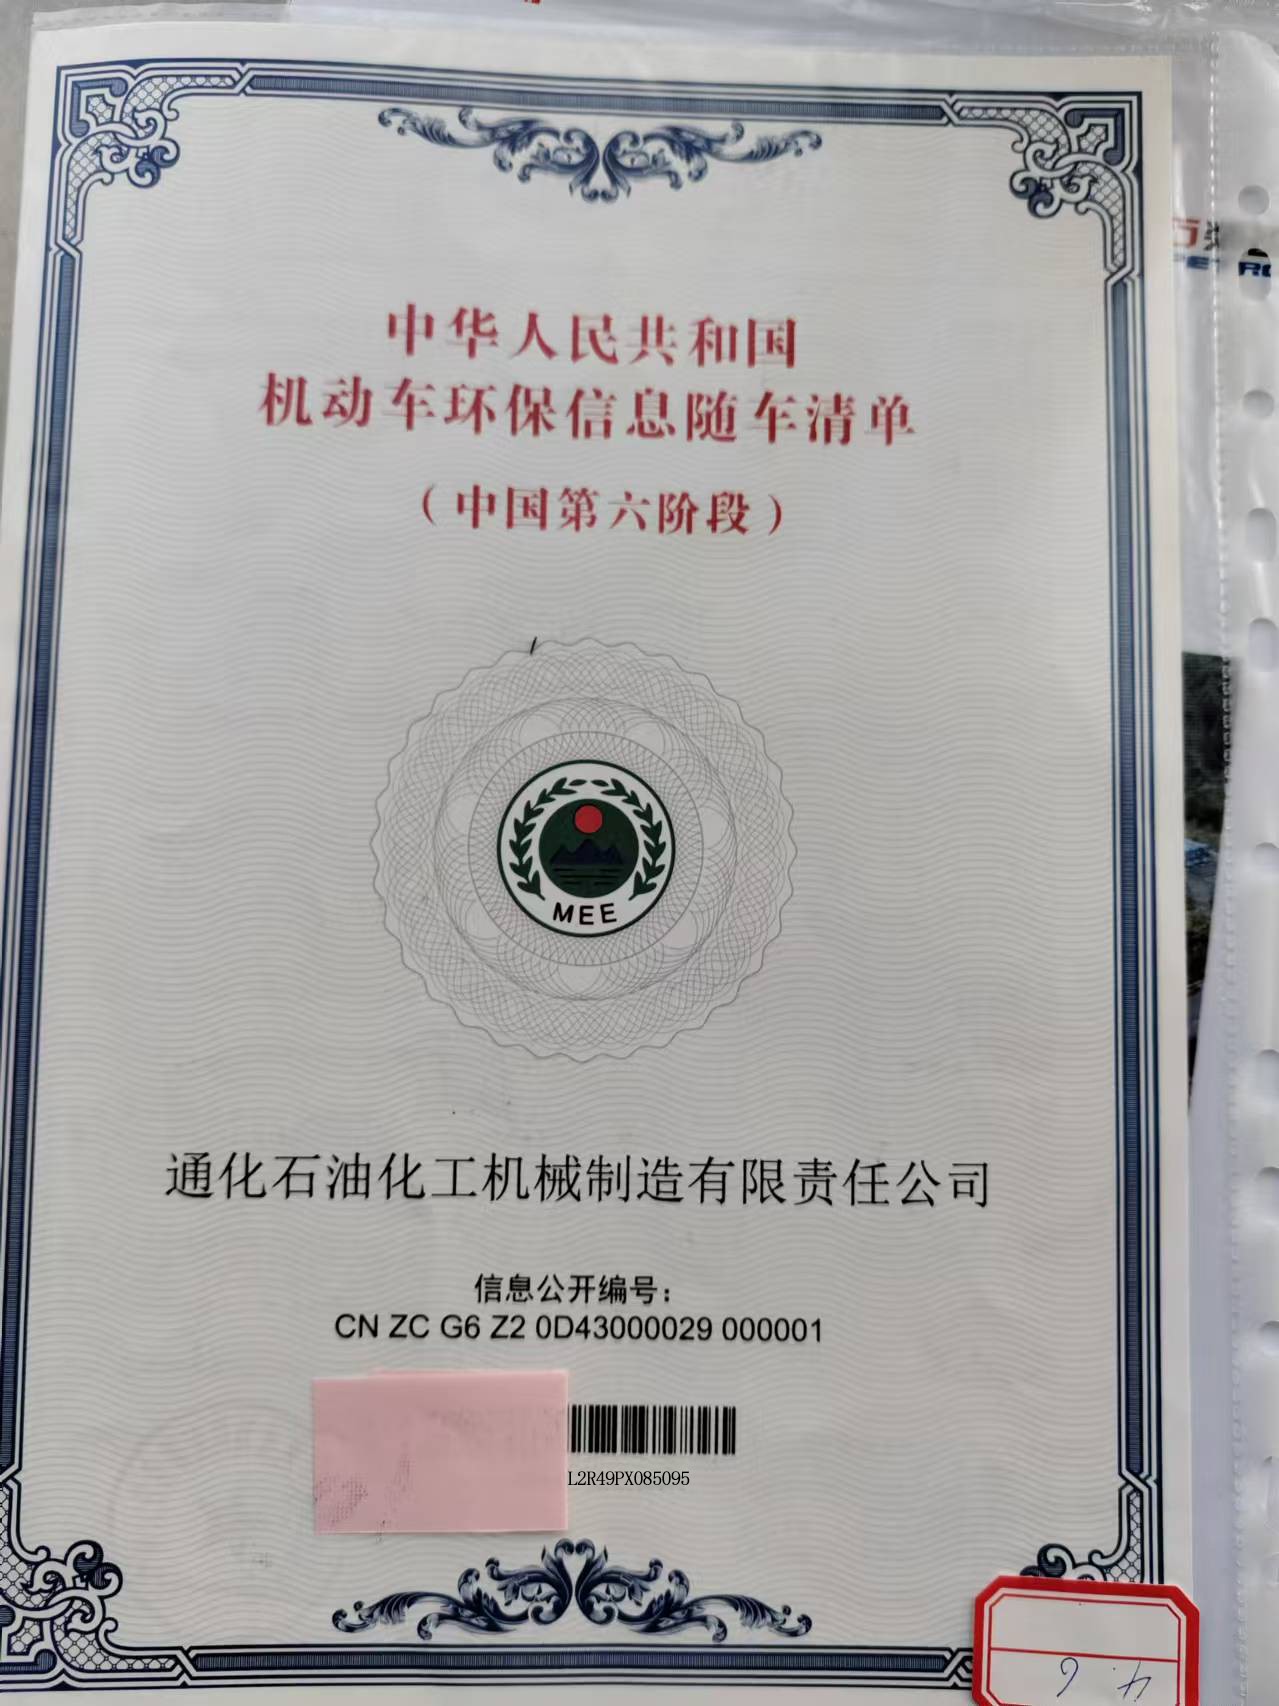 中华人民共和国
机动车环保信息随车清单
（中国第六阶段）
MEE
通化石油化工机械制造有限责任公司
信息公开编号：
CN ZC G6 Z2 0D43000029 000001
L2R49PX085095